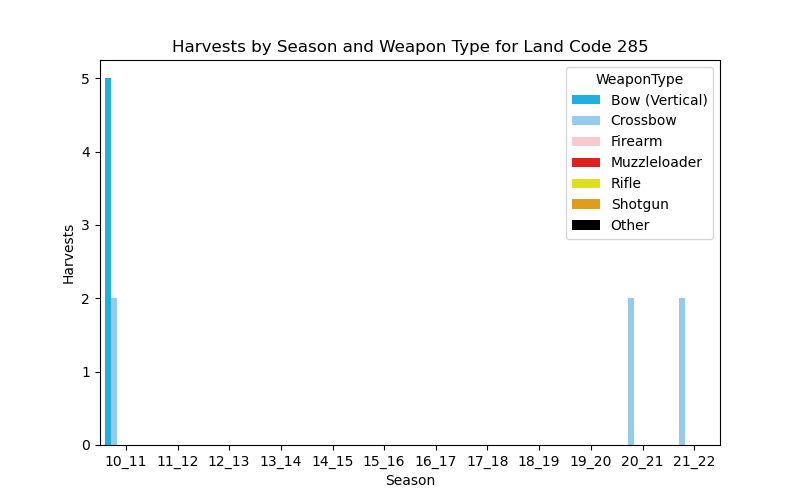 Harvests by Season and Weapon Type for Land Code 285
WeaponType
Bow (Vertical)
Crossbow
Firearm
Muzzleloader
Rifle
Shotgun
Other
Harvests
5
4
3
2
1
0
10_11 11_12 12_13 13_14 14_15 15_16 16_17 17_18 18_19 19_20 20_21 21_22
Season